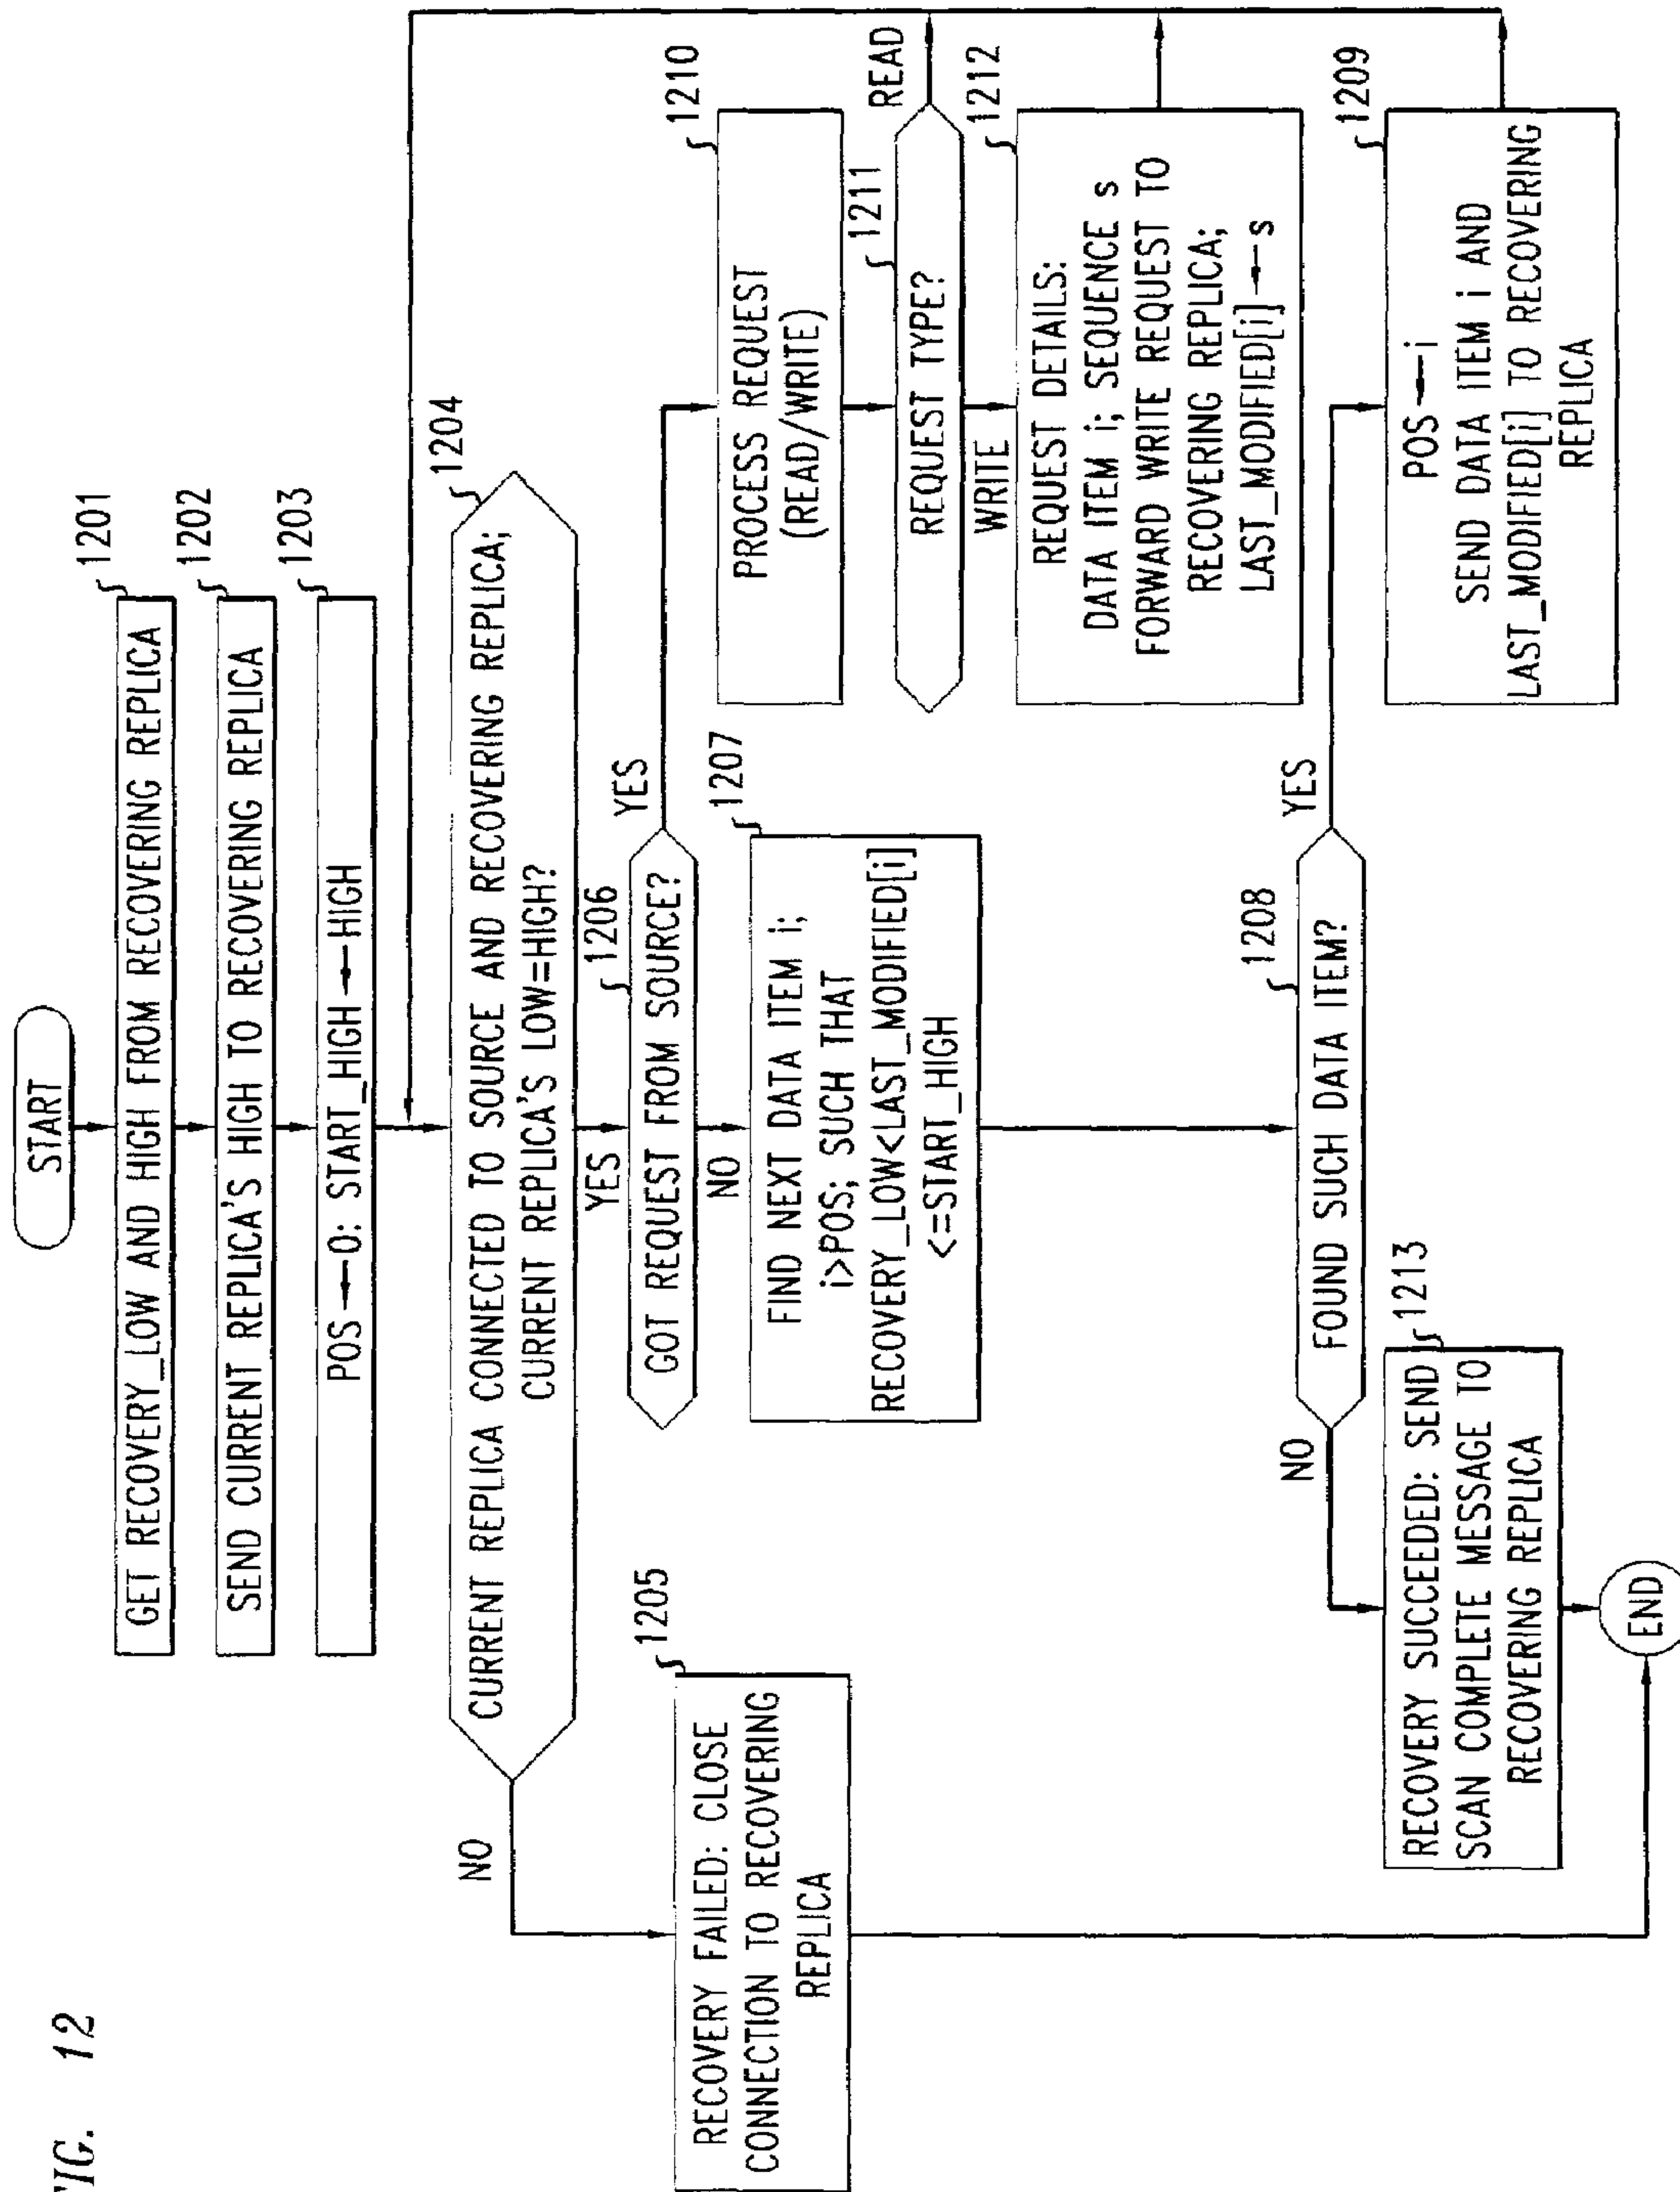 FIG. 12
START
1201
GET RECOVERY_LOW AND HIGH FROM RECOVERING REPLICA
1202
SEND CURRENT REPLICA'S HIGH TO RECOVERING REPLICA
1203
POS ← 0: START_HIGH ← HIGH
1204
CURRENT REPLICA CONNECTED TO SOURCE AND RECOVERING REPLICA;
CURRENT REPLICA'S LOW=HIGH?
NO
YES
1205
RECOVERY FAILED: CLOSE
CONNECTION TO RECOVERING
REPLICA
1206
GOT REQUEST FROM SOURCE?
YES
NO
1207
FIND NEXT DATA ITEM i;
i>POS; SUCH THAT
RECOVERY_LOW<LAST_MODIFIED[i]
<=START_HIGH
1210
PROCESS REQUEST
(READ/WRITE)
1211
REQUEST TYPE?
READ
WRITE
1212
REQUEST DETAILS:
DATA ITEM i; SEQUENCE s
FORWARD WRITE REQUEST TO
RECOVERING REPLICA;
LAST_MODIFIED[i] ← s
1208
FOUND SUCH DATA ITEM?
YES
NO
1209
POS ← i
SEND DATA ITEM i AND
LAST_MODIFIED[i] TO RECOVERING
REPLICA
1213
RECOVERY SUCCEEDED: SEND
SCAN COMPLETE MESSAGE TO
RECOVERING REPLICA
END